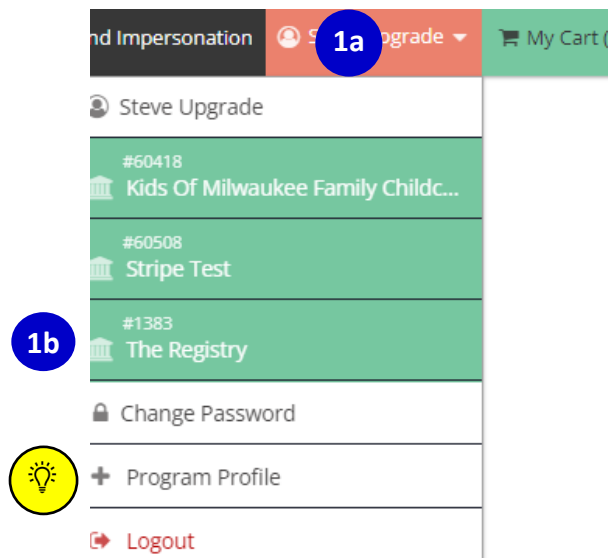 nd Impersonation S 1a pgrade My Cart (
Steve Upgrade
#60418
Kids Of Milwaukee Family Childc...
#60508
Stripe Test
#1383
1b The Registry
Change Password
Program Profile
Logout